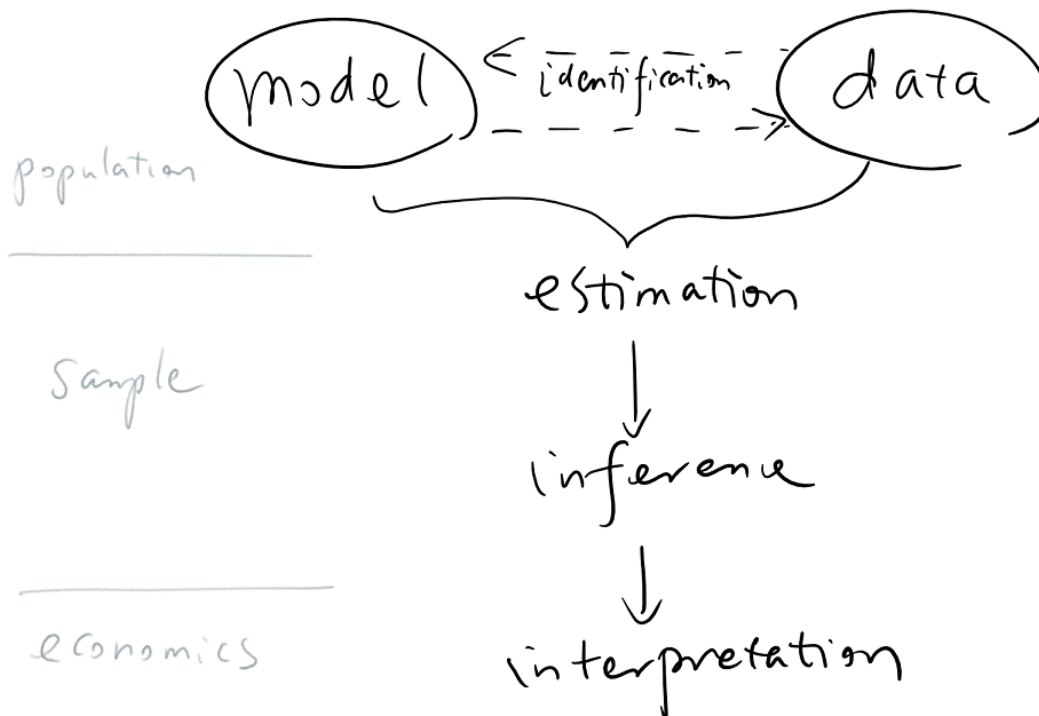 model identification data
population
estimation
sample
inference
economics
interpretation